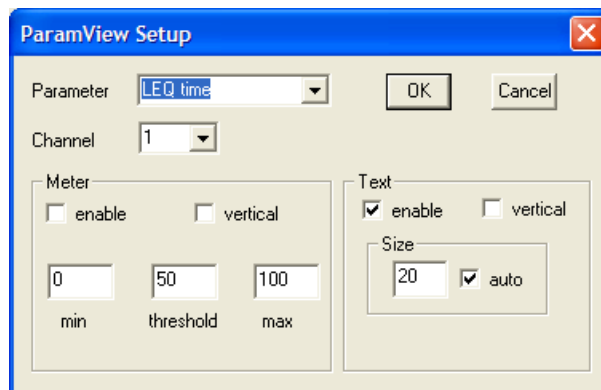 ParamView Setup
Parameter LEQ time OK Cancel
Channel 1
Meter Text
enable vertical enable vertical
Size
0 50 100 20 auto
min threshold max